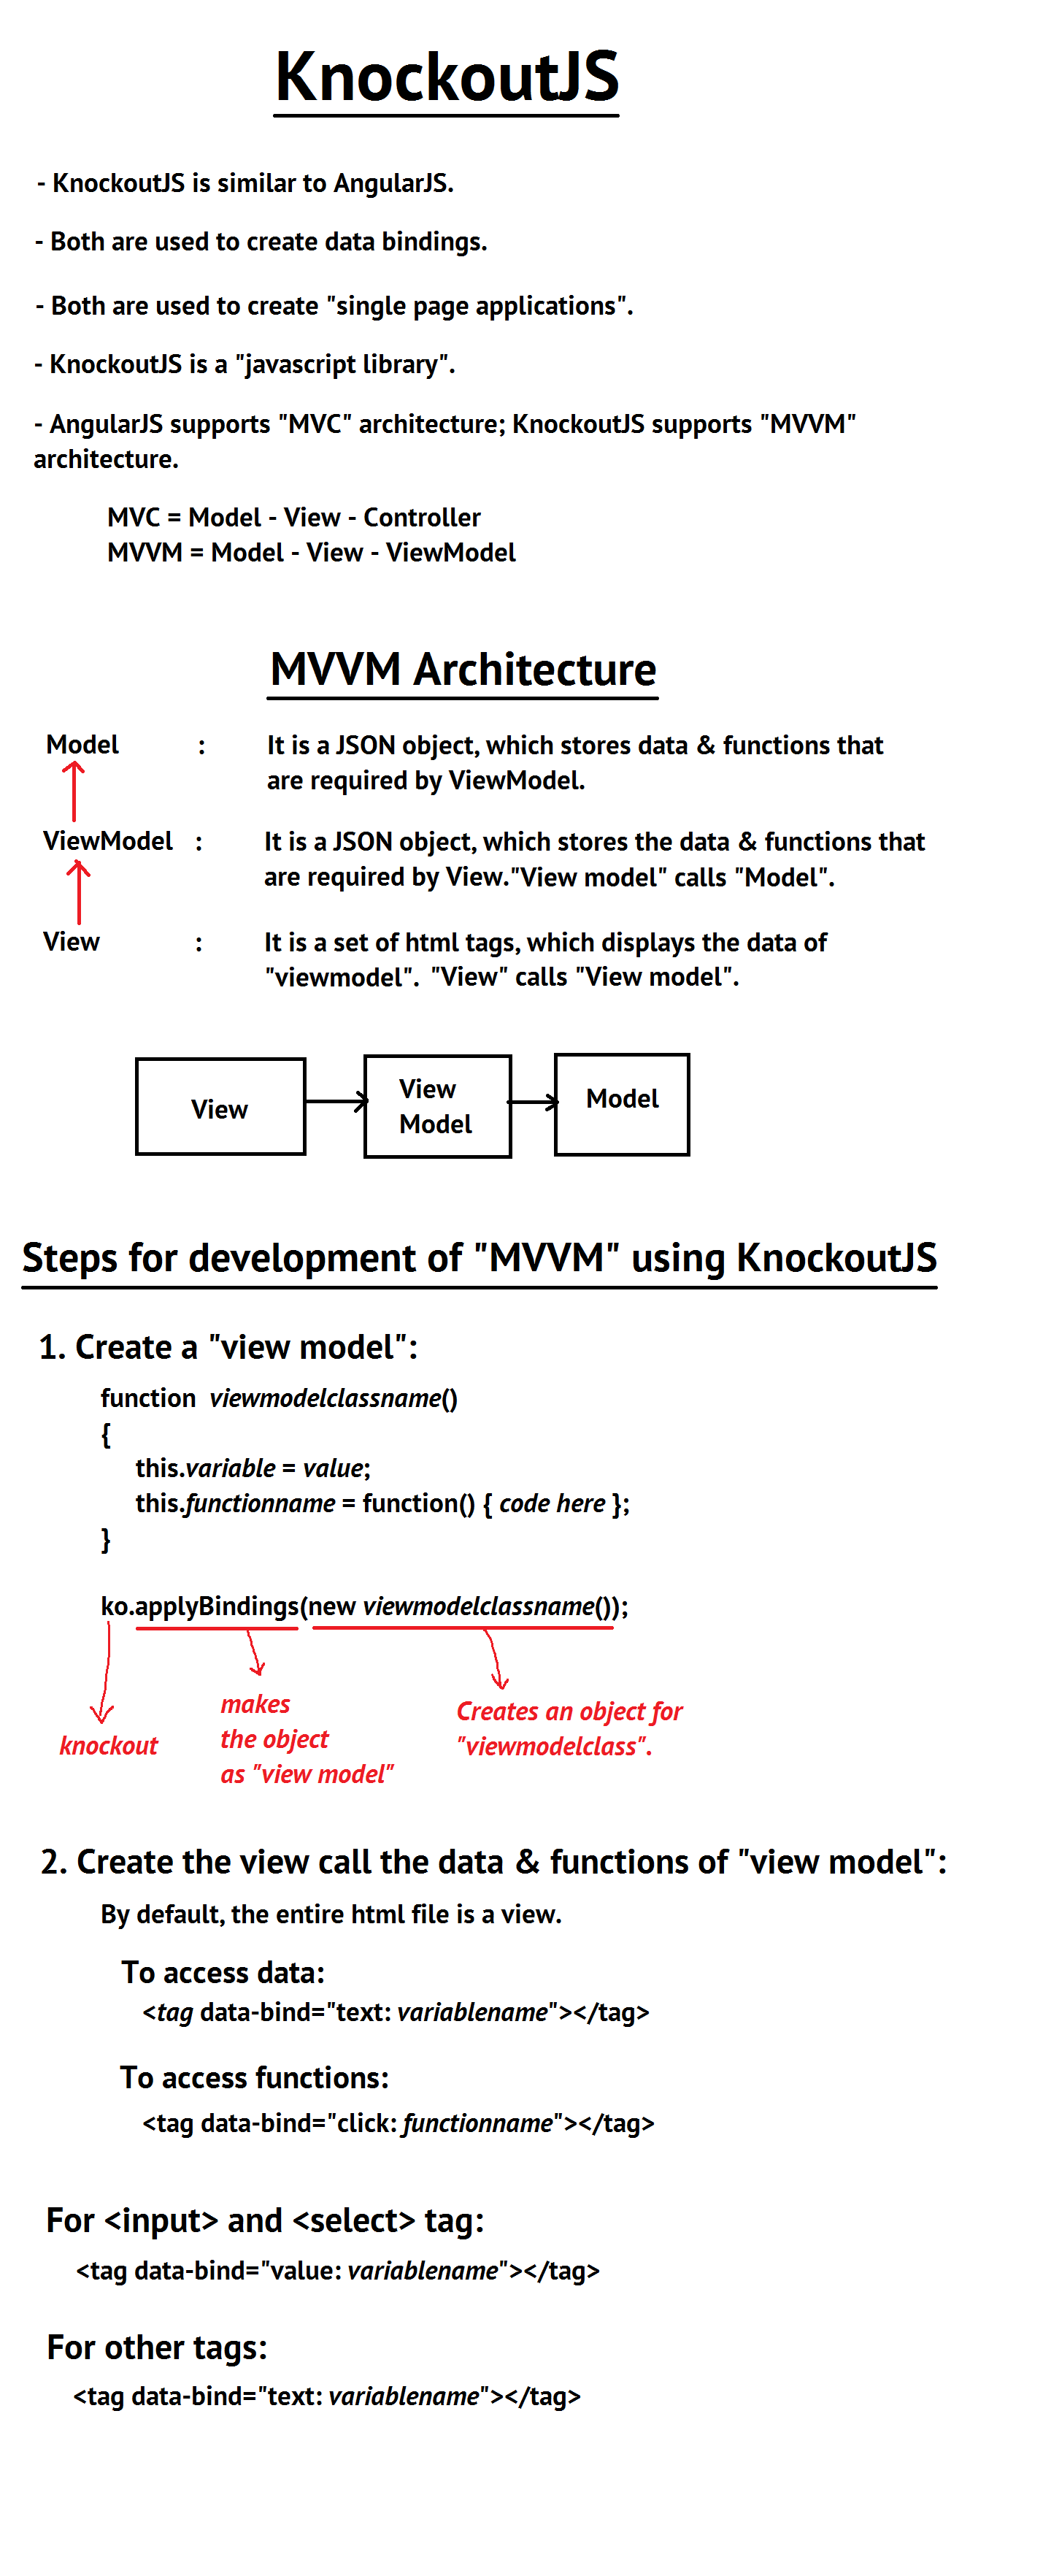 KnockoutJS
- KnockoutJS is similar to AngularJS.
- Both are used to create data bindings.
- Both are used to create "single page applications".
- KnockoutJS is a "javascript library".
- AngularJS supports "MVC" architecture; KnockoutJS supports "MVVM"
architecture.
MVC = Model - View - Controller
MVVM = Model - View - ViewModel
MVVM Architecture
Model : It is a JSON object, which stores data & functions that
are required by ViewModel.
ViewModel : It is a JSON object, which stores the data & functions that
are required by View."View model" calls "Model".
View : It is a set of html tags, which displays the data of
"viewmodel". "View" calls "View model".
View
View
Model
Model
Steps for development of "MVVM" using KnockoutJS
1. Create a "view model":
function viewmodelclassname()
{
this.variable = value;
this.functionname = function() { code here };
}
ko.applyBindings(new viewmodelclassname());
knockout
makes
the object
as "view model"
Creates an object for
"viewmodelclass".
2. Create the view call the data & functions of "view model":
By default, the entire html file is a view.
To access data:
<tag data-bind="text: variablename"></tag>
To access functions:
<tag data-bind="click: functionname"></tag>
For <input> and <select> tag:
<tag data-bind="value: variablename"></tag>
For other tags:
<tag data-bind="text: variablename"></tag>